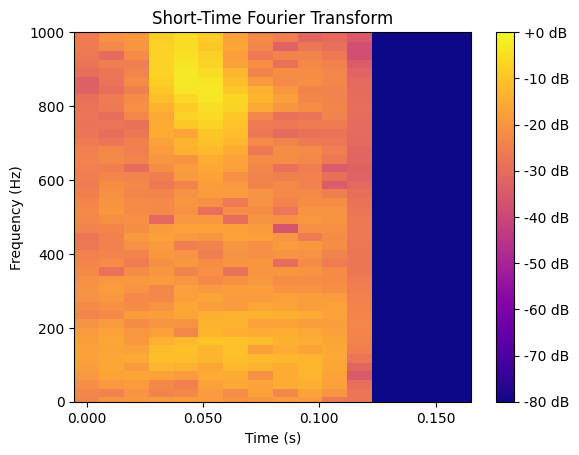 Short-Time Fourier Transform
1000
800
600
400
200
0
Frequency (Hz)
0.000
0.050
0.100
0.150
Time (s)
+0 dB
-10 dB
-20 dB
-30 dB
-40 dB
-50 dB
-60 dB
-70 dB
-80 dB